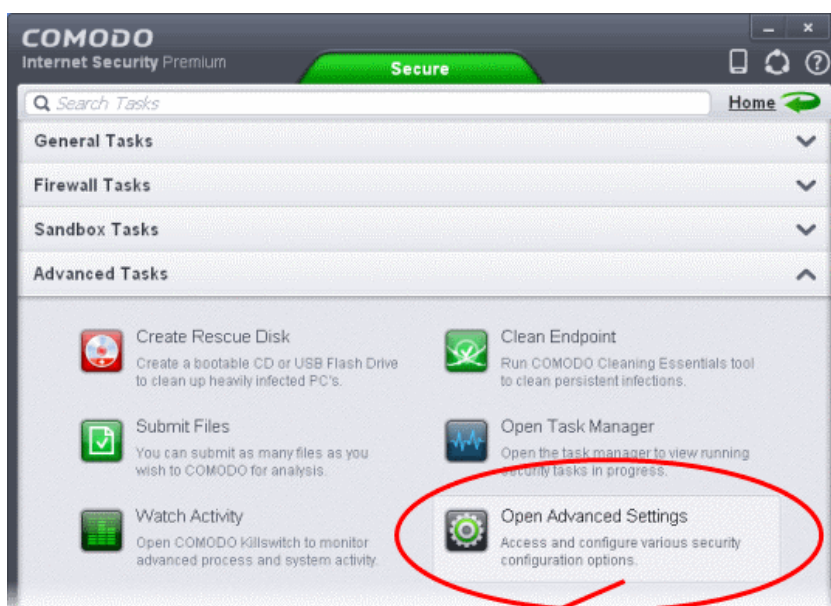 COMODO
Internet Security Premium
Secure
Search Tasks
Home
General Tasks
Firewall Tasks
Sandbox Tasks
Advanced Tasks
Create Rescue Disk
Create a bootable CD or USB Flash Drive
to clean up heavily infected PC's.
Clean Endpoint
Run COMODO Cleaning Essentials tool
to clean persistent infections.
Submit Files
You can submit as many files as you
wish to COMODO for analysis.
Open Task Manager
Open the task manager to view running
security tasks in progress.
Watch Activity
Open COMODO Killswitch to monitor
advanced process and system activity.
Open Advanced Settings
Access and configure various security
configuration options.